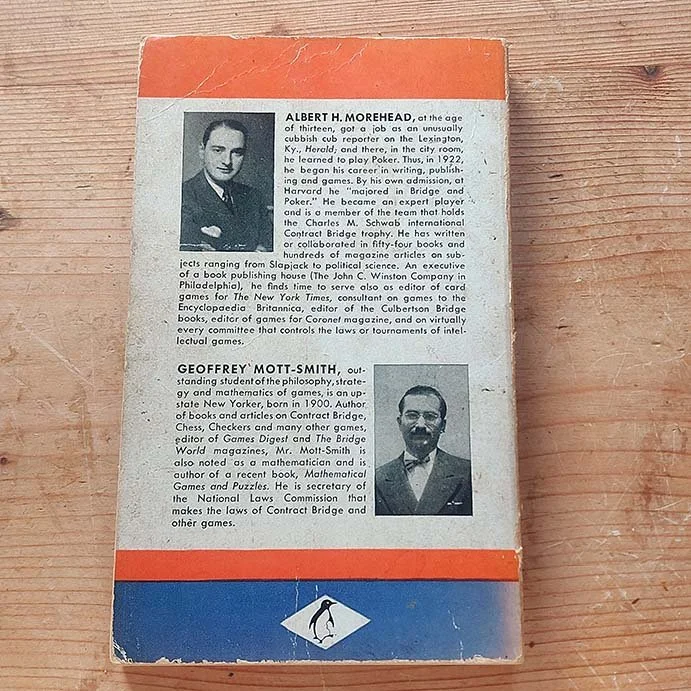 ALBERT H. MOREHEAD, at the age
of thirteen, got a job as an unusually
cubbish cub reporter on the Lexington,
Ky., Herald; and there, in the city room,
he learned to play Poker. Thus, in 1922,
he began his career in writing, publish-
ing and games. By his own admission, at
Harvard he "majored in Bridge and
Poker." He became an expert player
and is a member of the team that holds
the Charles M. Schwab international
Contract Bridge trophy. He has written
or collaborated in fifty-four books and
hundreds of magazine articles on sub-
jects ranging from Slapjack to political science. An executive
of a book publishing house (The John C. Winston Company in
Philadelphia), he finds time to serve also as editor of card
games for The New York Times, consultant on games to the
Encyclopaedia Britannica, editor of the Culbertson Bridge
books, editor of games for Coronet magazine, and on virtually
every committee that controls the laws or tournaments of intel-
lectual games.
GEOFFREY MOTT-SMITH, out-
standing student of the philosophy, strate-
gy and mathematics of games, is an up-
state New Yorker, born in 1900. Author
of books and articles on Contract Bridge,
Chess, Checkers and many other games,
editor of Games Digest and The Bridge
World magazines, Mr. Mott-Smith is
also noted as a mathematician and is
author of a recent book, Mathematical
Games and Puzzles. He is secretary of
the National Laws Commission that
makes the laws of Contract Bridge and
other games.